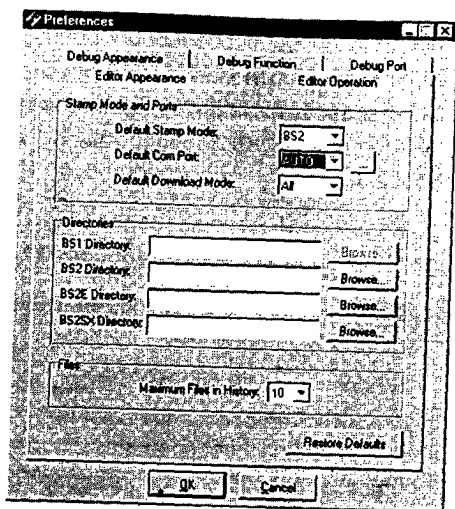 Preferences
Debug Appearance Debug Function Debug Port
Editor Appearance Editor Operation
Stamp Mode and Ports
Default Stamp Mode: BS2
Default Com Port: AUTO ...
Default Download Mode: All
Directories
BS1 Directory: Browse...
BS2 Directory: Browse...
BS2E Directory: Browse...
BS2SX Directory: Browse...
Files
Maximum Files in History: 10
Restore Defaults
OK Cancel